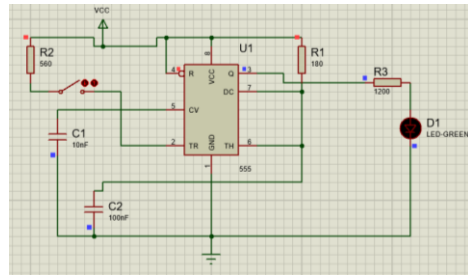 VCC
R2
560
U1
R1
180
4
R
8
VCC
Q
3
DC
7
5
CV
R3
1200
D1
LED-GREEN
C1
10nF
2
TR
GND
TH
6
1
555
C2
100nF